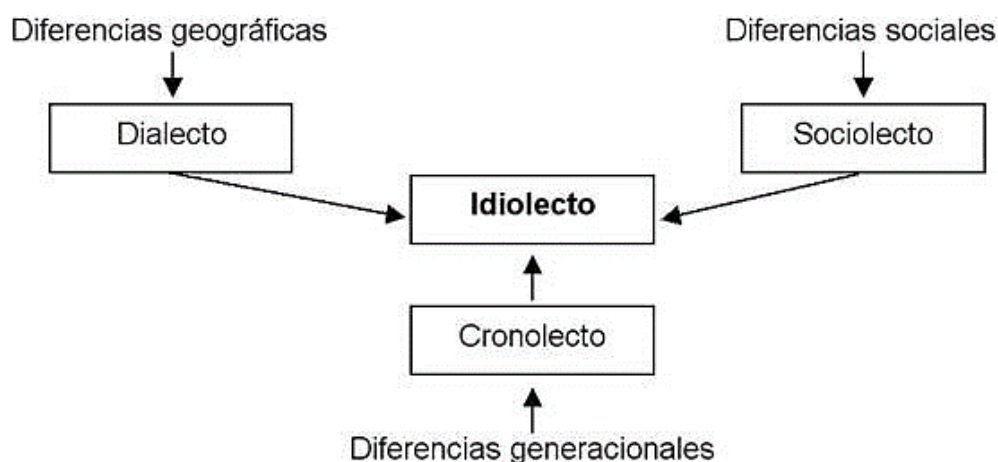 Diferencias geográficas
Diferencias sociales
Dialecto
Sociolecto
Idiolecto
Cronolecto
Diferencias generacionales